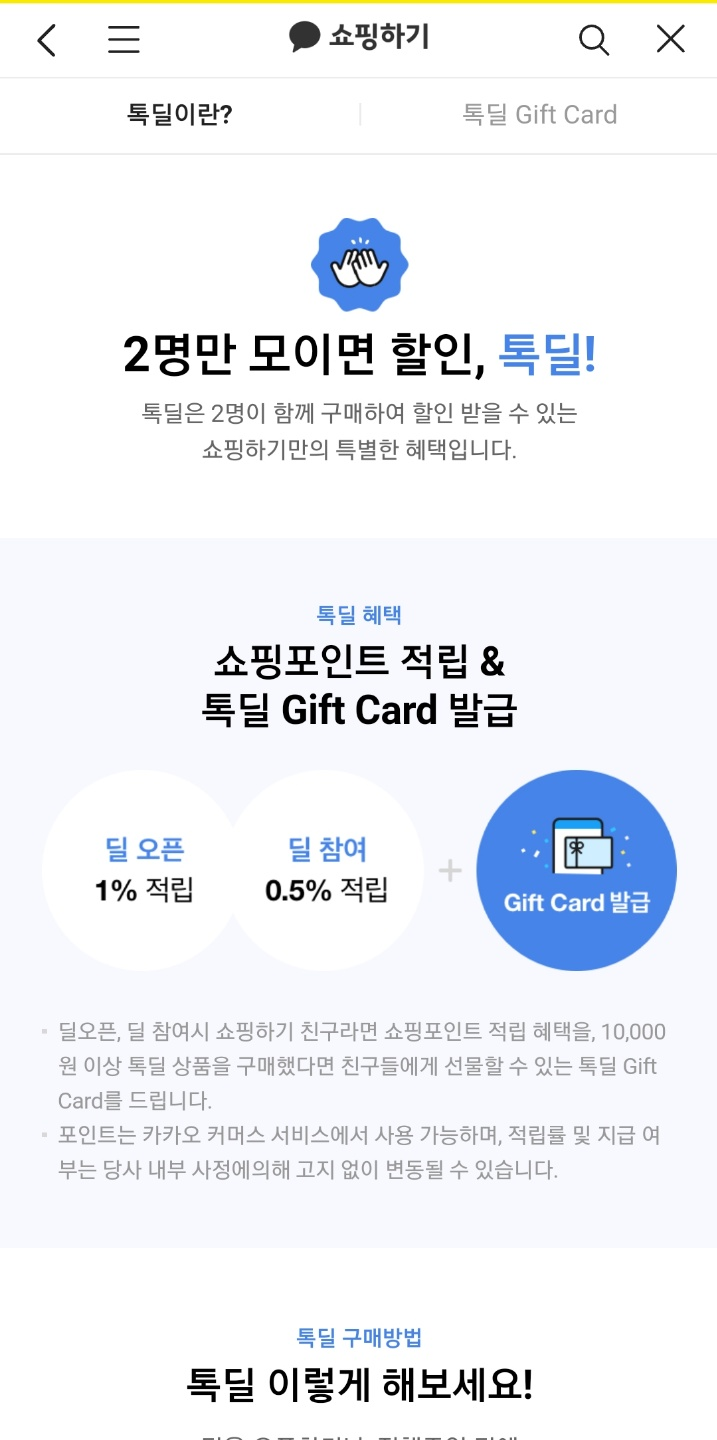 쇼핑하기
톡딜이란?
톡딜 Gift Card
2명만 모이면 할인, 톡딜!
톡딜은 2명이 함께 구매하여 할인 받을 수 있는
쇼핑하기만의 특별한 혜택입니다.
톡딜 혜택
쇼핑포인트 적립 &
톡딜 Gift Card 발급
딜 오픈
1% 적립
딜 참여
0.5% 적립
+
Gift Card 발급
딜오픈, 딜 참여시 쇼핑하기 친구라면 쇼핑포인트 적립 혜택을, 10,000
원 이상 톡딜 상품을 구매했다면 친구들에게 선물할 수 있는 톡딜 Gift
Card를 드립니다.
포인트는 카카오 커머스 서비스에서 사용 가능하며, 적립률 및 지급 여
부는 당사 내부 사정에의해 고지 없이 변동될 수 있습니다.
톡딜 구매방법
톡딜 이렇게 해보세요!